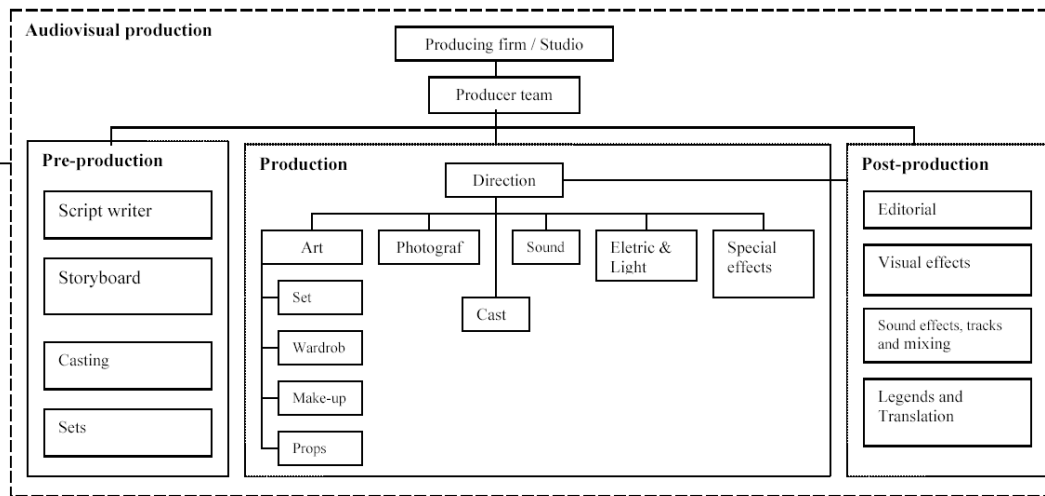 Audiovisual production
Producing firm / Studio
Producer team
Pre-production
Script writer
Storyboard
Casting
Sets
Production
Direction
Art
Photograf
Sound
Eletric &
Light
Special
effects
Set
Wardrob
Make-up
Props
Cast
Post-production
Editorial
Visual effects
Sound effects, tracks
and mixing
Legends and
Translation